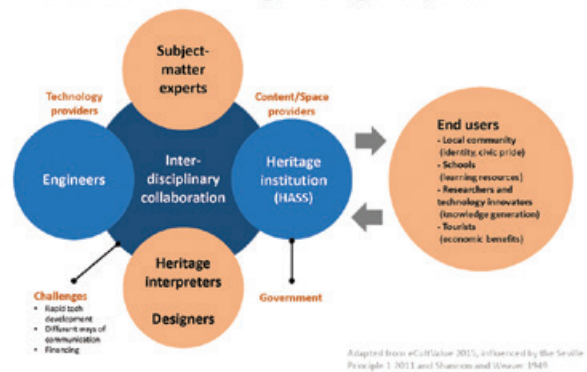 Subject-
matter
experts
Technology
providers
Content/Space
providers
Engineers
Inter-
disciplinary
collaboration
Heritage
institution
(HASS)
End users
- Local community
(identity, civic pride)
- Schools
(learning resources)
- Researchers and
technology innovators
(knowledge generation)
- Tourists
(economic benefits)
Heritage
interpreters
Designers
Challenges
• Rapid tech
development
• Different ways of
communication
• Financing
Government
Adapted from eCultValue 2015, influenced by the Seville
Principle 1 2011 and Shannon and Weaver 1949